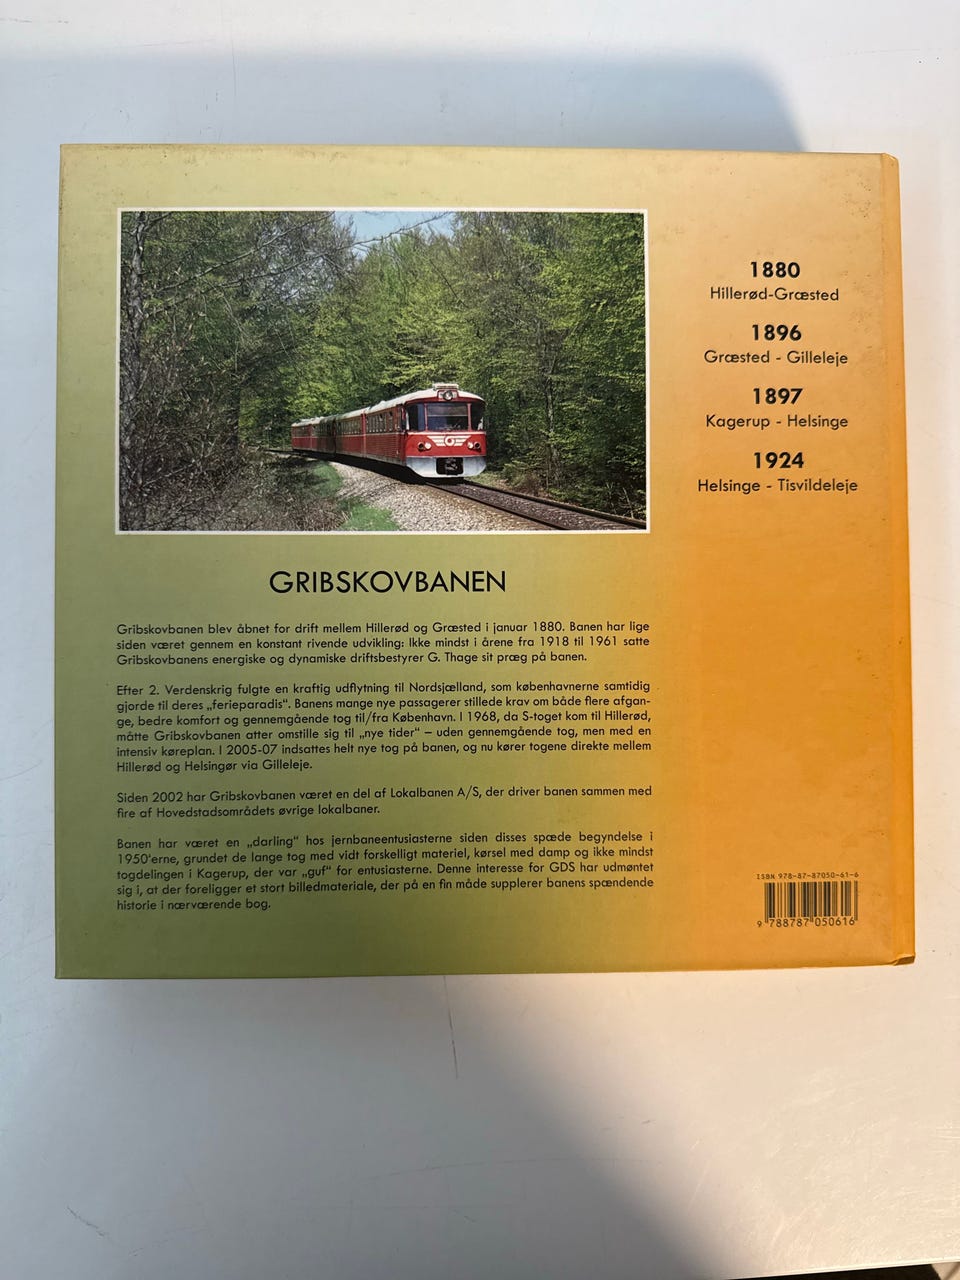 1880
Hillerød-Græsted
1896
Græsted - Gilleleje
1897
Kagerup - Helsinge
1924
Helsinge - Tisvildeleje
GRIBSKOVBANEN
Gribskovbanen blev åbnet for drift mellem Hillerød og Græsted i januar 1880. Banen har lige
siden været gennem en konstant rivende udvikling: Ikke mindst i årene fra 1918 til 1961 satte
Gribskovbanens energiske og dynamiske driftsbestyrer G. Thage sit præg på banen.
Efter 2. Verdenskrig fulgte en kraftig udflytning til Nordsjælland, som københavnerne samtidig
gjorde til deres „ferieparadis“. Banens mange nye passagerer stillede krav om både flere afgan-
ge, bedre komfort og gennemgående tog til/fra København. I 1968, da S-toget kom til Hillerød,
måtte Gribskovbanen atter omstille sig til „nye tider“ – uden gennemgående tog, men med en
intensiv køreplan. I 2005-07 indsattes helt nye tog på banen, og nu kører togene direkte mellem
Hillerød og Helsingør via Gilleleje.
Siden 2002 har Gribskovbanen været en del af Lokalbanen A/S, der driver banen sammen med
fire af Hovedstadsområdets øvrige lokalbaner.
Banen har været en „darling“ hos jernbaneentusiasterne siden disses spæde begyndelse i
1950'erne, grundet de lange tog med vidt forskelligt materiel, kørsel med damp og ikke mindst
togdelingen i Kagerup, der var „guf“ for entusiasterne. Denne interesse for GDS har udmøntet
sig i, at der foreligger et stort billedmateriale, der på en fin måde supplerer banens spændende
historie i nærværende bog.
ISBN 978-87-87050-61-6
9 788787 050616